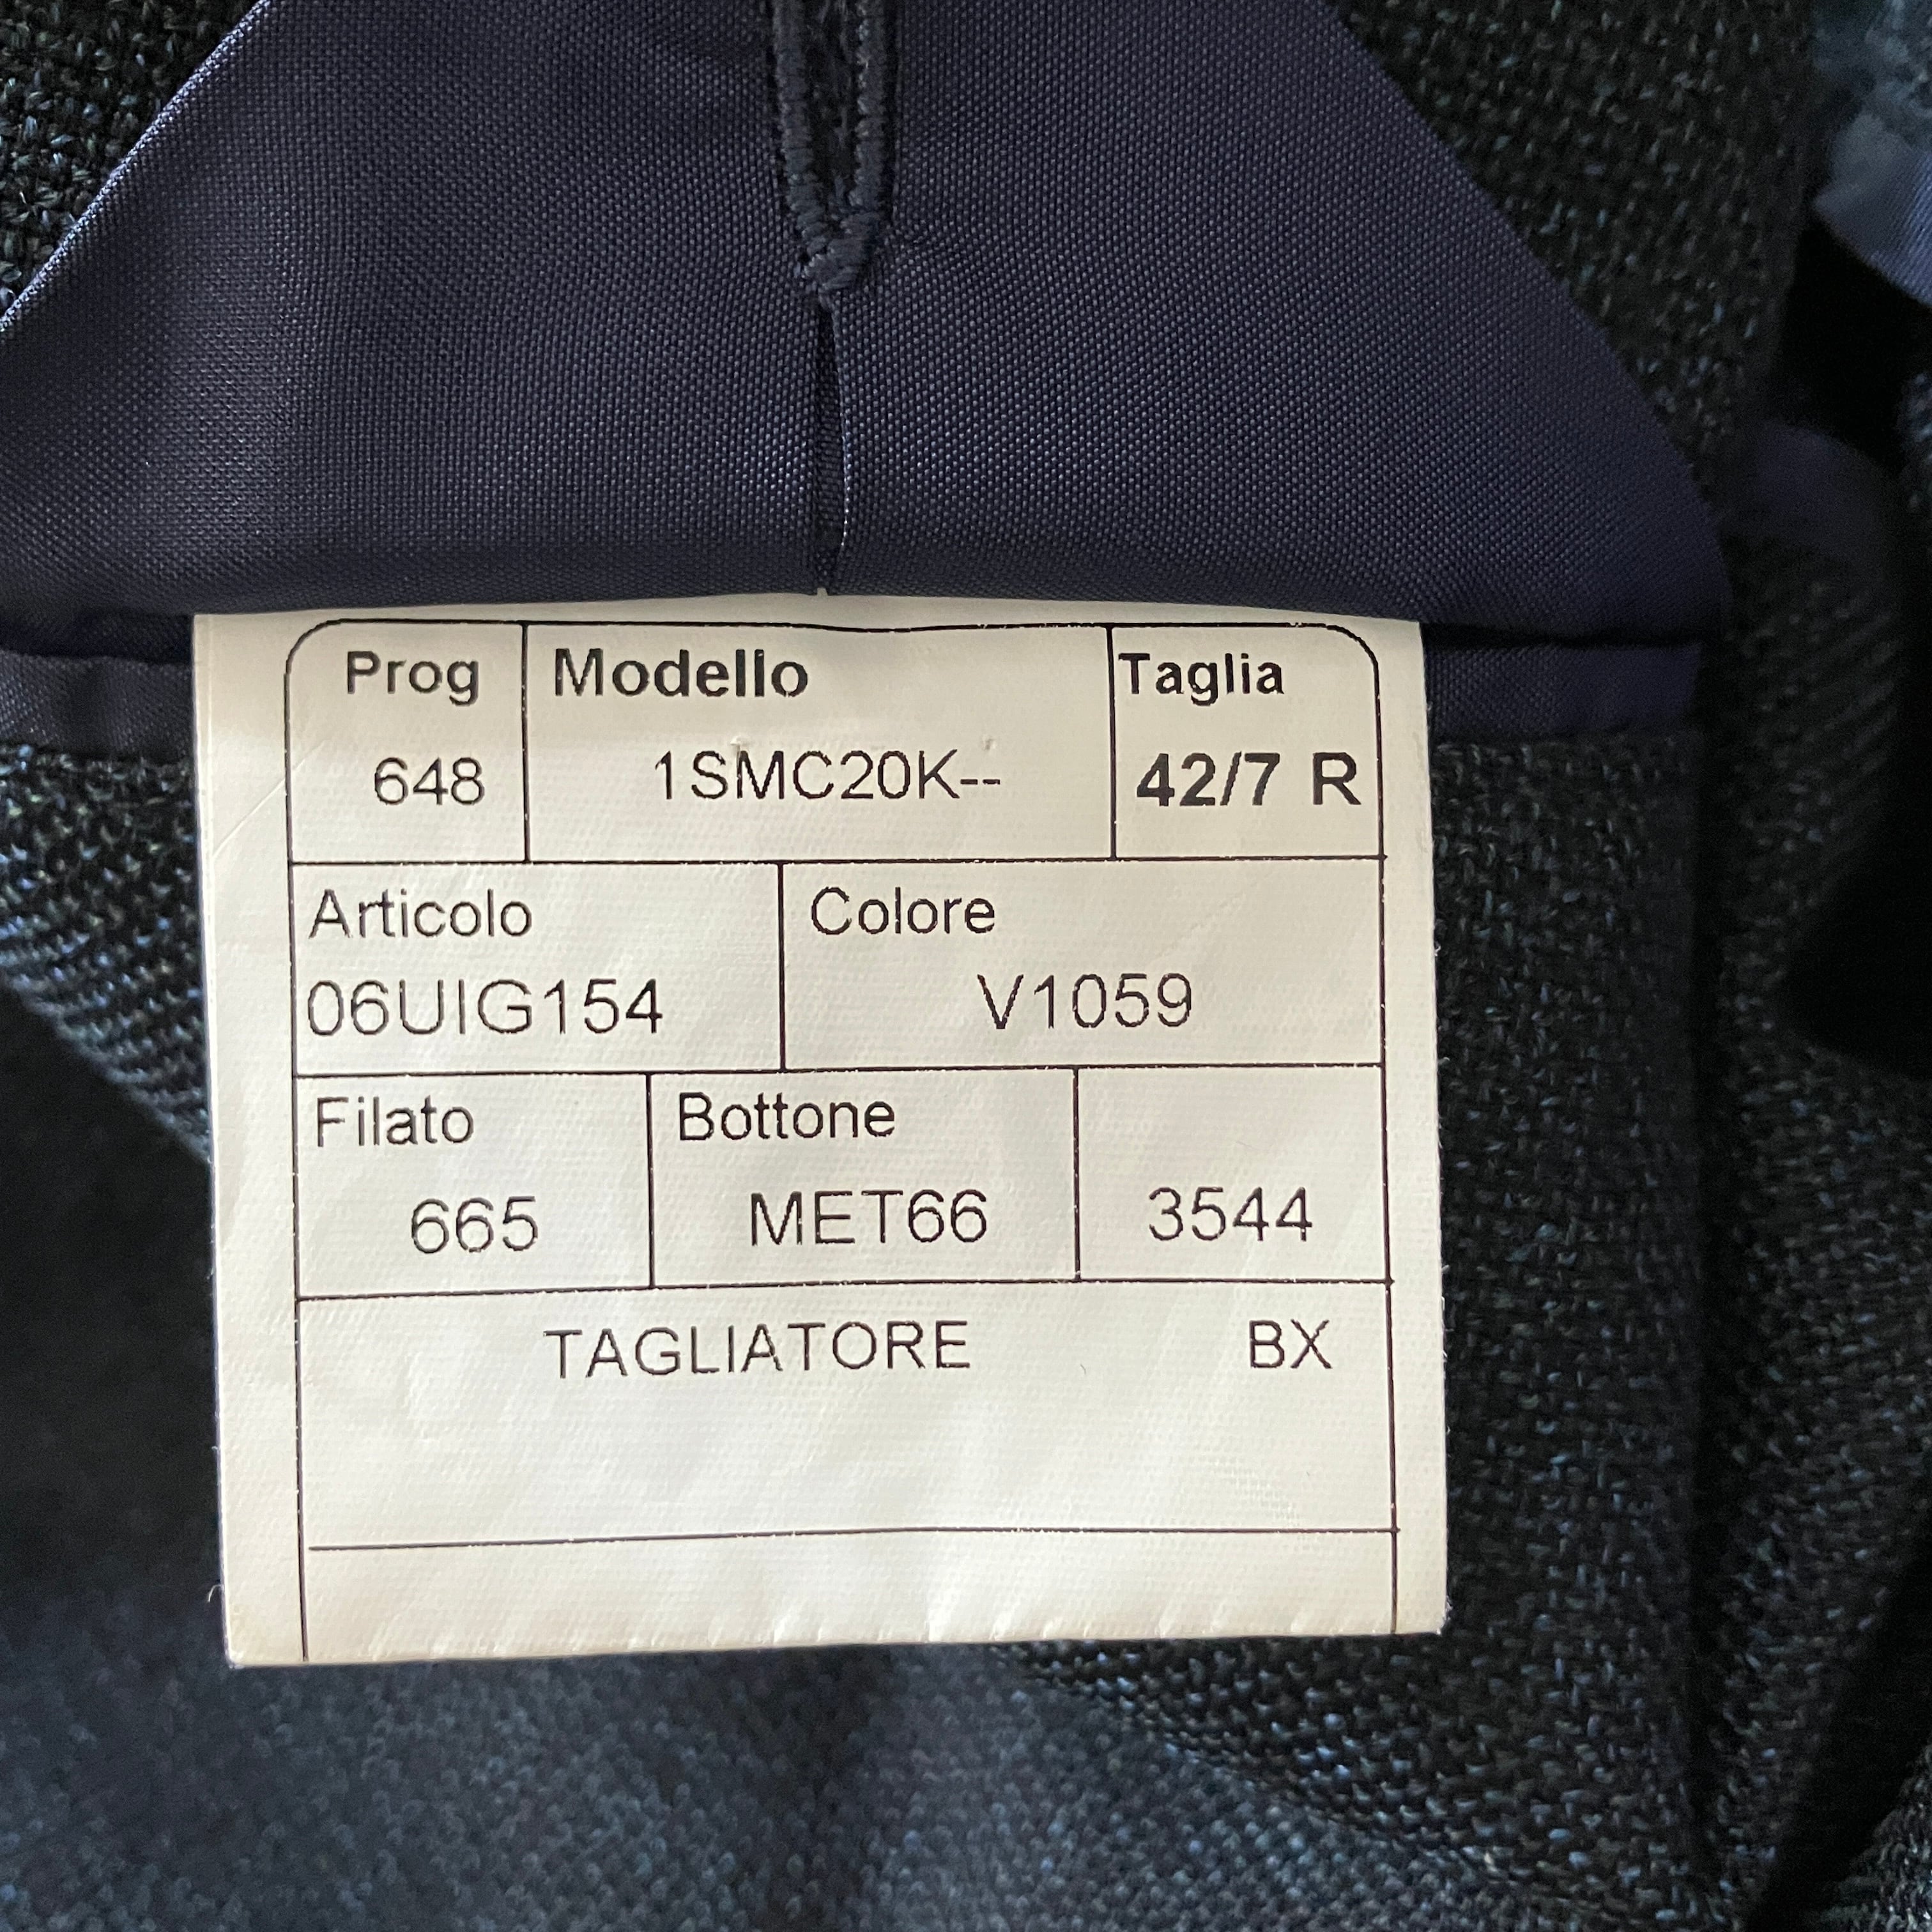 Prog Modello Taglia
648 1SMC20K-- 42/7 R
Articolo Colore
06UIG154 V1059
Filato Bottone
665 MET66 3544
TAGLIATORE BX